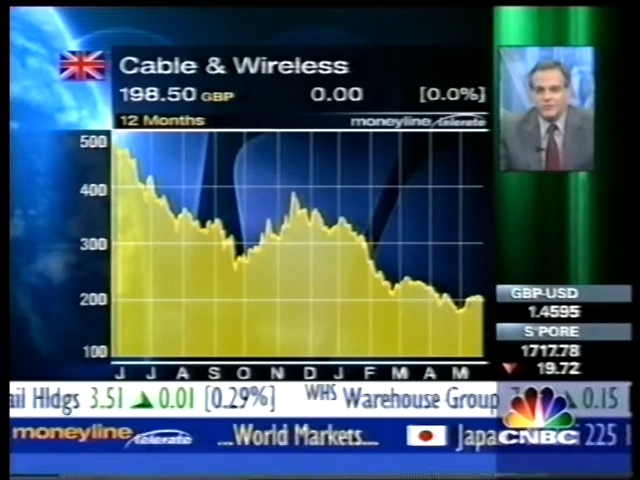 Cable & Wireless
198.50 GBP 0.00 [0.0%]
12 Months
moneyline telerate
500
400
300
200
100
J J A S O N D J F M A M
GBP-USD
1.4595
S'PORE
1717.78
19.72
ail Hldgs 3.51 0.01 [0.29%] WHS Warehouse Group 0.15
moneyline telerate ...World Markets... Japa 225
CNBC